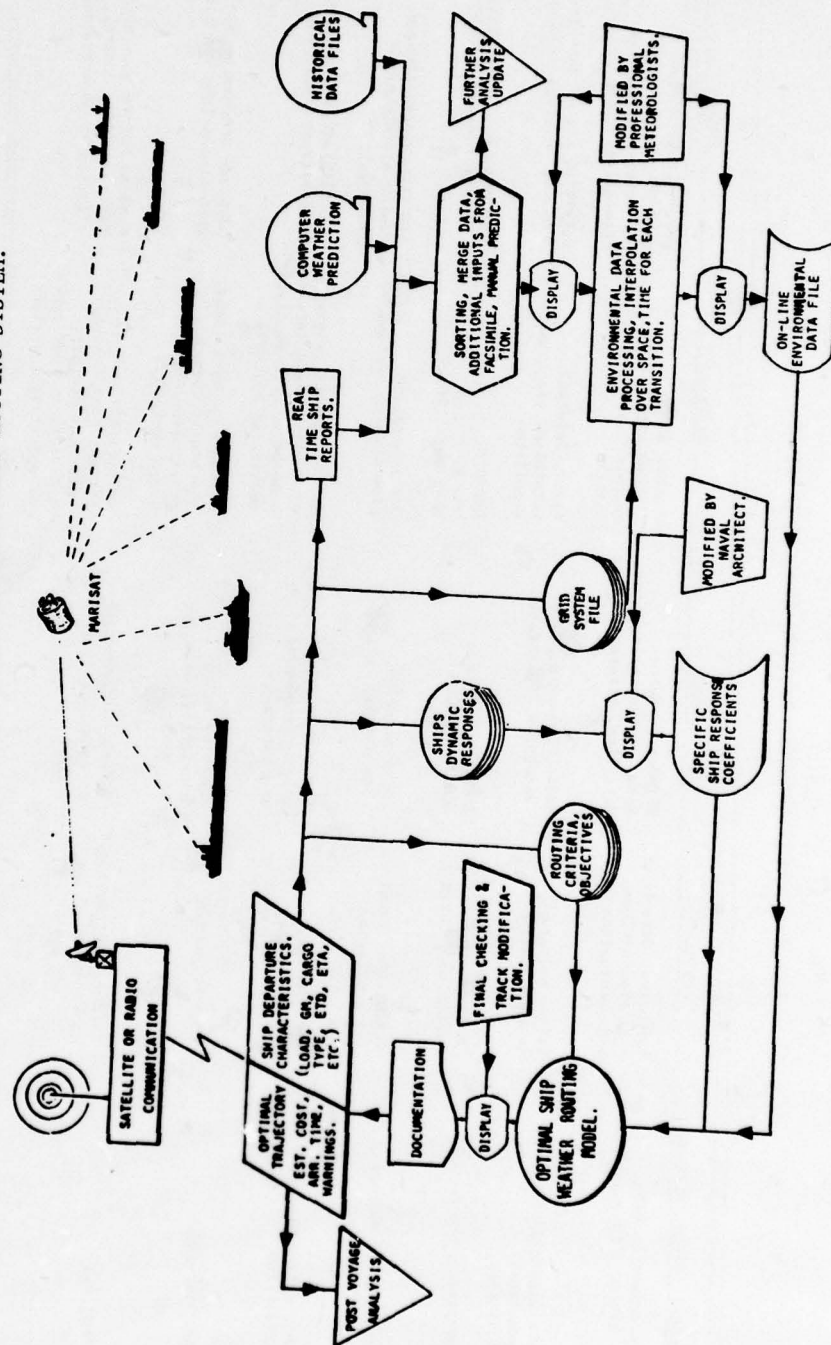 SATELLITE OR RADIO
COMMUNICATION
MARISAT
OPTIMAL
TRAJECTORY
EST. COST,
ARR. TIME,
WARNINGS.
SHIP DEPARTURE
CHARACTERISTICS.
(LOAD, GM, CARGO
TYPE, ETD, ETA,
ETC.)
POST VOYAGE
ANALYSIS
REAL
TIME SHIP
REPORTS.
COMPUTER
WEATHER
PREDICTION
HISTORICAL
DATA FILES
DOCUMENTATION
DISPLAY
FINAL CHECKING &
TRACK MODIFICA-
TION.
OPTIMAL SHIP
WEATHER ROUTING
MODEL.
ROUTING
CRITERIA,
OBJECTIVES
SHIPS
DYNAMIC
RESPONSES
GRID
SYSTEM
FILE
SORTING, MERGE DATA,
ADDITIONAL INPUTS FROM
FACSIMILE, MANUAL PREDIC-
TION.
FURTHER
ANALYSIS
UPDATE
DISPLAY
MODIFIED BY
PROFESSIONAL
METEOROLOGISTS.
ENVIRONMENTAL DATA
PROCESSING, INTERPOLATION
OVER SPACE, TIME FOR EACH
TRANSITION.
DISPLAY
DISPLAY
MODIFIED BY
NAVAL
ARCHITECT.
SPECIFIC
SHIP RESPONSE
COEFFICIENTS
ON-LINE
ENVIRONMENTAL
DATA FILE